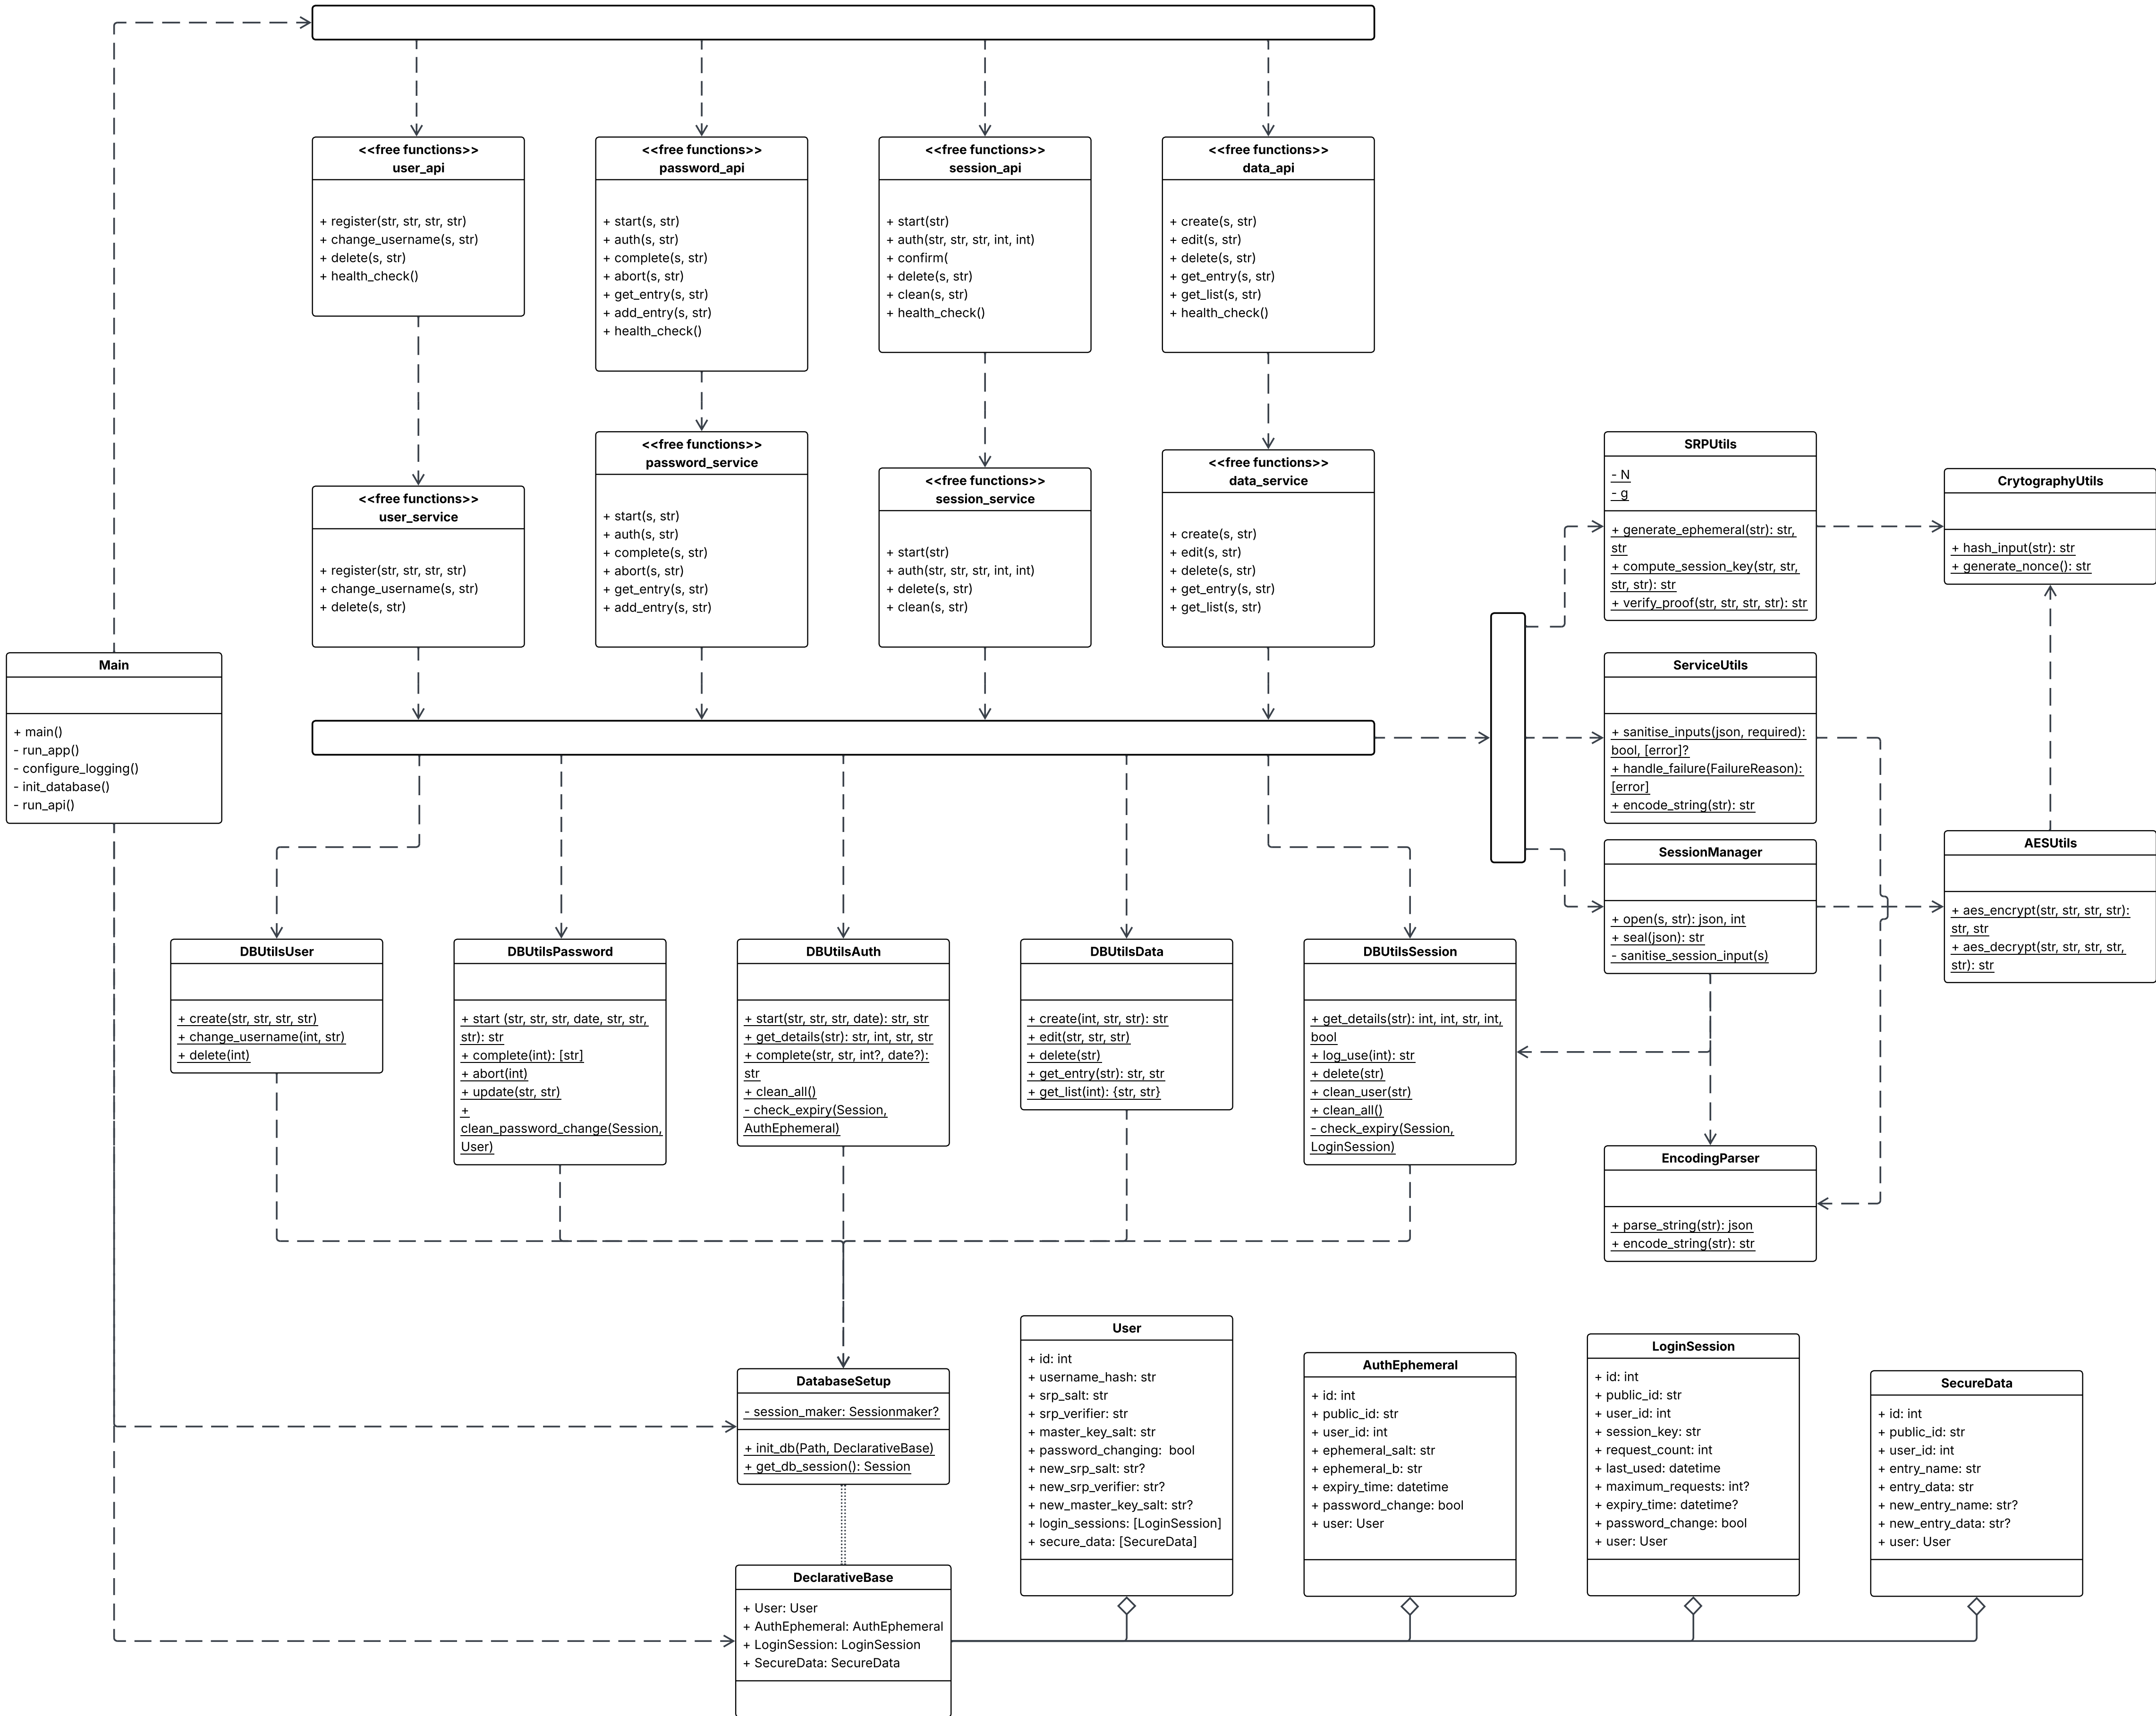 <<free functions>>
user_api
+ register(str, str, str, str)
+ change_username(s, str)
+ delete(s, str)
+ health_check()
<<free functions>>
password_api
+ start(s, str)
+ auth(s, str)
+ complete(s, str)
+ abort(s, str)
+ get_entry(s, str)
+ add_entry(s, str)
+ health_check()
<<free functions>>
session_api
+ start(str)
+ auth(str, str, str, int, int)
+ confirm(
+ delete(s, str)
+ clean(s, str)
+ health_check()
<<free functions>>
data_api
+ create(s, str)
+ edit(s, str)
+ delete(s, str)
+ get_entry(s, str)
+ get_list(s, str)
+ health_check()
<<free functions>>
user_service
+ register(str, str, str, str)
+ change_username(s, str)
+ delete(s, str)
<<free functions>>
password_service
+ start(s, str)
+ auth(s, str)
+ complete(s, str)
+ abort(s, str)
+ get_entry(s, str)
+ add_entry(s, str)
<<free functions>>
session_service
+ start(str)
+ auth(str, str, str, int, int)
+ delete(s, str)
+ clean(s, str)
<<free functions>>
data_service
+ create(s, str)
+ edit(s, str)
+ delete(s, str)
+ get_entry(s, str)
+ get_list(s, str)
SRPUtils
- N
- g
+ generate_ephemeral(str): str,
str
+ compute_session_key(str, str,
str, str): str
+ verify_proof(str, str, str, str): str
CrytographyUtils
+ hash_input(str): str
+ generate_nonce(): str
Main
+ main()
- run_app()
- configure_logging()
- init_database()
- run_api()
ServiceUtils
+ sanitise_inputs(json, required):
bool, [error]?
+ handle_failure(FailureReason):
[error]
+ encode_string(str): str
SessionManager
+ open(s, str): json, int
+ seal(json): str
- sanitise_session_input(s)
AESUtils
+ aes_encrypt(str, str, str, str):
str, str
+ aes_decrypt(str, str, str, str,
str): str
DBUtilsUser
+ create(str, str, str, str)
+ change_username(int, str)
+ delete(int)
DBUtilsPassword
+ start (str, str, str, date, str, str,
str): str
+ complete(int): [str]
+ abort(int)
+ update(str, str)
+
clean_password_change(Session,
User)
DBUtilsAuth
+ start(str, str, str, date): str, str
+ get_details(str): str, int, str, str
+ complete(str, str, int?, date?):
str
+ clean_all()
- check_expiry(Session,
AuthEphemeral)
DBUtilsData
+ create(int, str, str): str
+ edit(str, str, str)
+ delete(str)
+ get_entry(str): str, str
+ get_list(int): {str, str}
DBUtilsSession
+ get_details(str): int, int, str, int,
bool
+ log_use(int): str
+ delete(str)
+ clean_user(str)
+ clean_all()
- check_expiry(Session,
LoginSession)
EncodingParser
+ parse_string(str): json
+ encode_string(str): str
DatabaseSetup
- session_maker: Sessionmaker?
+ init_db(Path, DeclarativeBase)
+ get_db_session(): Session
User
+ id: int
+ username_hash: str
+ srp_salt: str
+ srp_verifier: str
+ master_key_salt: str
+ password_changing:  bool
+ new_srp_salt: str?
+ new_srp_verifier: str?
+ new_master_key_salt: str?
+ login_sessions: [LoginSession]
+ secure_data: [SecureData]
AuthEphemeral
+ id: int
+ public_id: str
+ user_id: int
+ ephemeral_salt: str
+ ephemeral_b: str
+ expiry_time: datetime
+ password_change: bool
+ user: User
LoginSession
+ id: int
+ public_id: str
+ user_id: int
+ session_key: str
+ request_count: int
+ last_used: datetime
+ maximum_requests: int?
+ expiry_time: datetime?
+ password_change: bool
+ user: User
SecureData
+ id: int
+ public_id: str
+ user_id: int
+ entry_name: str
+ entry_data: str
+ new_entry_name: str?
+ new_entry_data: str?
+ user: User
DeclarativeBase
+ User: User
+ AuthEphemeral: AuthEphemeral
+ LoginSession: LoginSession
+ SecureData: SecureData